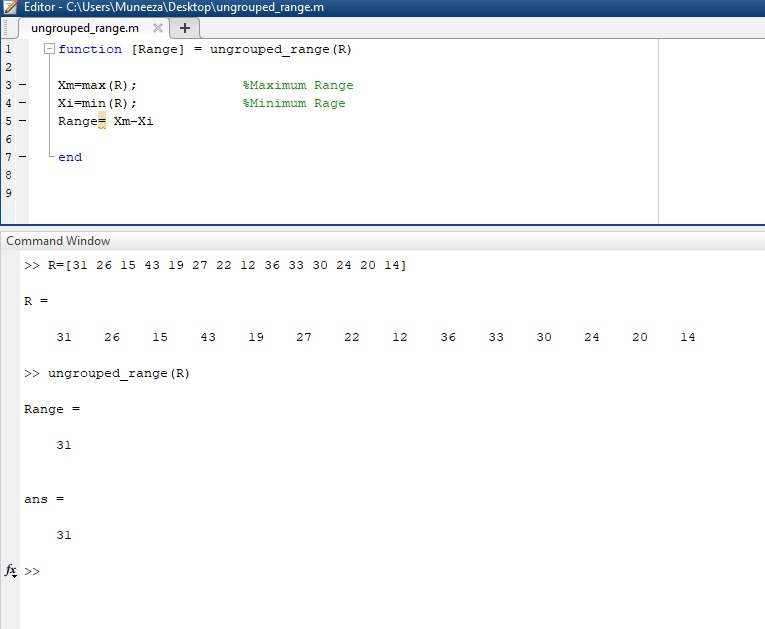 Editor - C:\Users\Muneeza\Desktop\ungrouped_range.m
ungrouped_range.m × +
1 function [Range] = ungrouped_range(R)
2
3 – Xm=max(R); %Maximum Range
4 – Xi=min(R); %Minimum Rage
5 – Range= Xm-Xi
6
7 – end
8
9
Command Window
>> R=[31 26 15 43 19 27 22 12 36 33 30 24 20 14]
R =
31 26 15 43 19 27 22 12 36 33 30 24 20 14
>> ungrouped_range(R)
Range =
31
ans =
31
fx >>